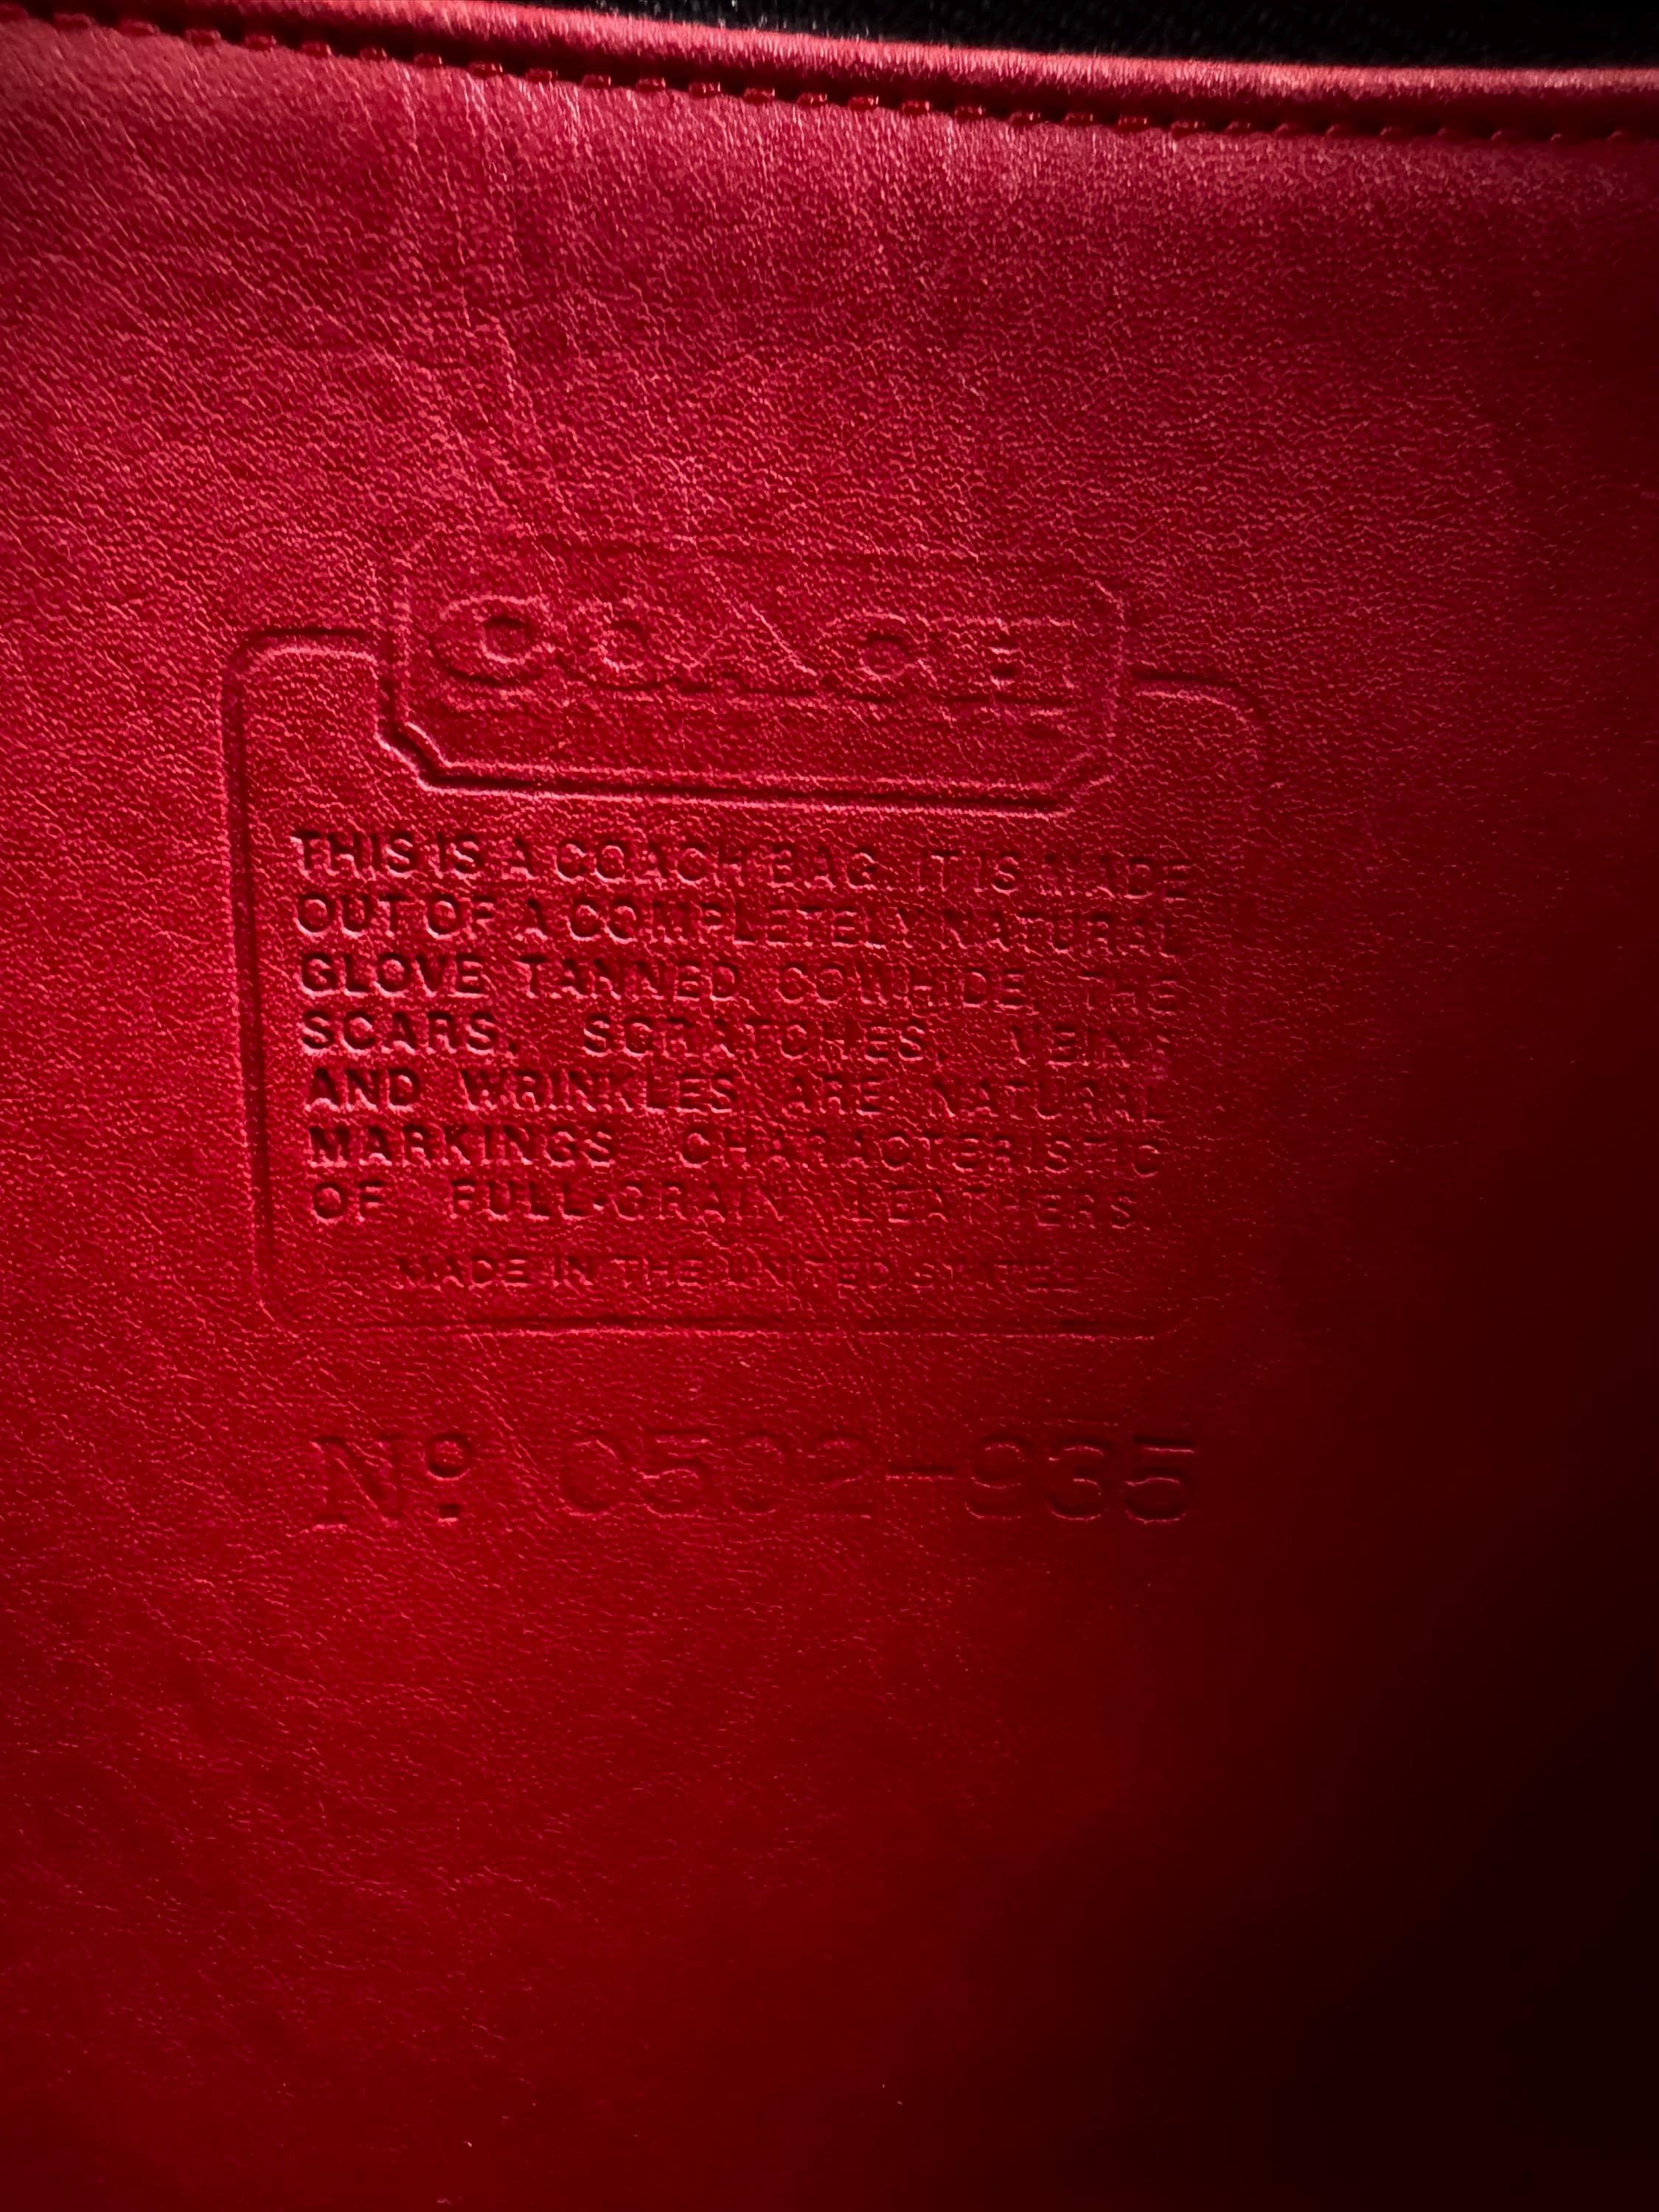 COACH
THIS IS A COACH BAG. IT IS MADE
OUT OF A COMPLETELY NATURAL
GLOVE TANNED COWHIDE, THE
SCARS, SCRATCHES, VEINS
AND WRINKLES ARE NATURAL
MARKINGS CHARACTERISTIC
OF FULL-GRAIN LEATHERS.
MADE IN THE UNITED STATES
Nº 0502-935